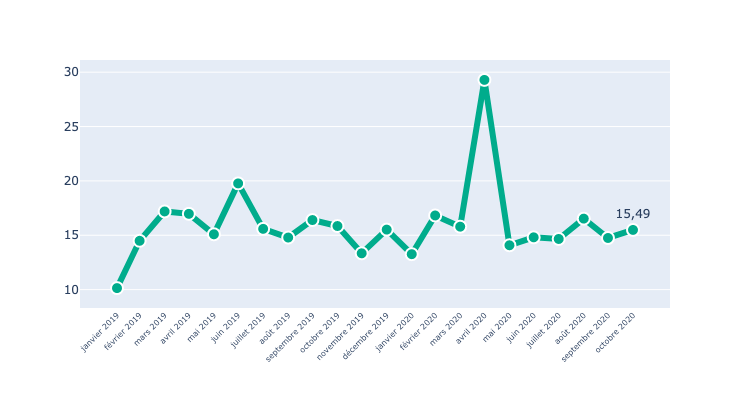 30
25
20
15
10
15,49
janvier 2019
février 2019
mars 2019
avril 2019
mai 2019
juin 2019
juillet 2019
août 2019
septembre 2019
octobre 2019
novembre 2019
décembre 2019
janvier 2020
février 2020
mars 2020
avril 2020
mai 2020
juin 2020
juillet 2020
août 2020
septembre 2020
octobre 2020